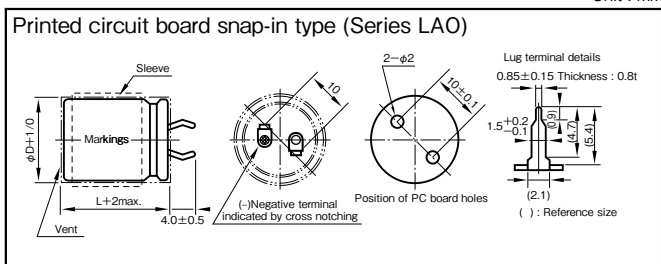 Unit : mm
Printed circuit board snap-in type (Series LAO)
Sleeve
Markings
φD+1/0
L+2max.
4.0±0.5
Vent
10
(-)Negative terminal
indicated by cross notching
2-φ2
10±0.1
Position of PC board holes
Lug terminal details
0.85±0.15 Thickness : 0.8t
1.5+0.2
−0.1
(0.9)
(4.7)
(5.4)
(2.1)
( ) : Reference size